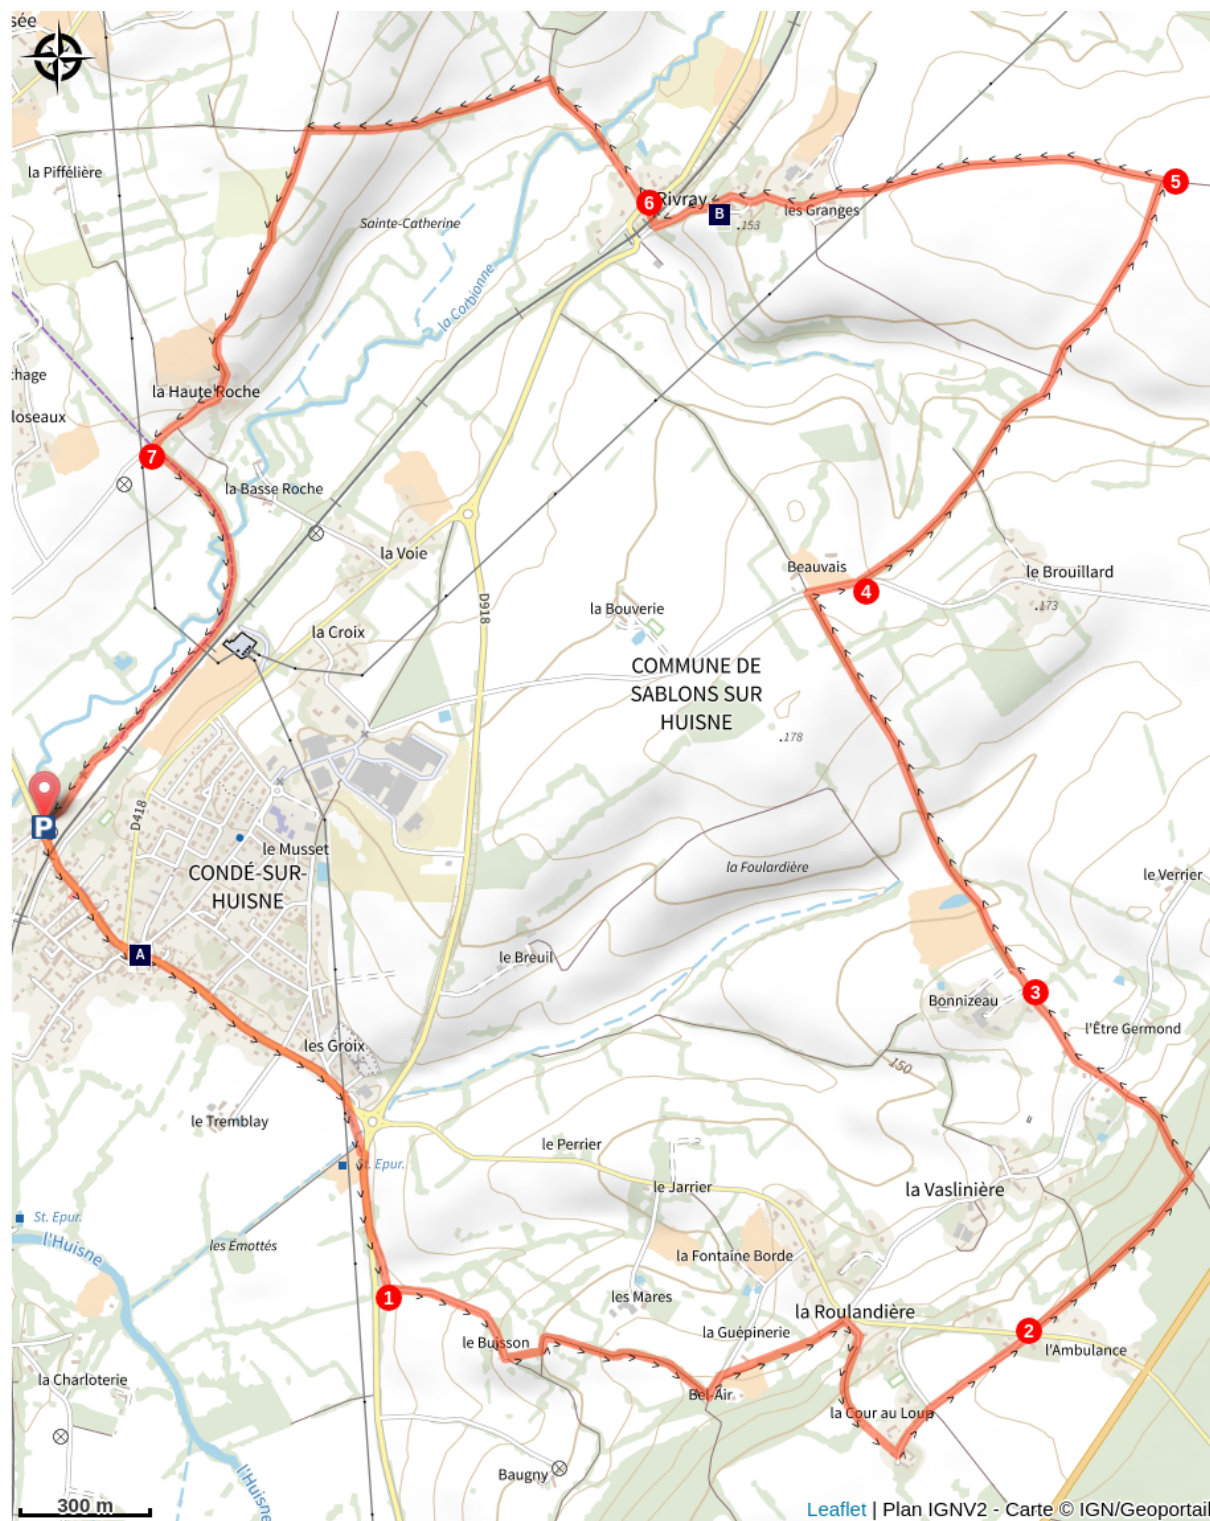 sée
la Piffélière
Sainte-Catherine
6
Rivray
B
les Granges
.153
5
la Corbionne
hage
la Haute Roche
loseaux
7
la Basse Roche
la Voie
D918
Beauvais
4
le Brouillard
.173
la Bouverie
la Croix
COMMUNE DE
SABLONS SUR
HUISNE
.178
P
D418
le Musset
CONDÉ-SUR-
HUISNE
la Foulardière
le Verrier
A
le Breuil
3
Bonnizeau
l'Être Germond
les Groix
150
le Tremblay
le Perrier
St. Epur.
le Jarrier
la Vaslinière
St. Epur.
l'Huisne
les Émottés
la Fontaine Borde
1
les Mares
la Roulandière
2
la Guépinerie
le Buisson
l'Ambulance
la Charloterie
Bel-Air
la Cour au Loup
Baugny
l'Huisne
300 m
Leaflet | Plan IGNV2 - Carte © IGN/Geoportail